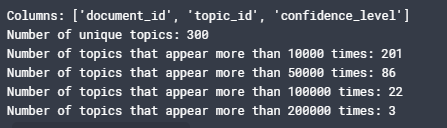 Columns: ['document_id', 'topic_id', 'confidence_level']
Number of unique topics: 300
Number of topics that appear more than 10000 times: 201
Number of topics that appear more than 50000 times: 86
Number of topics that appear more than 100000 times: 22
Number of topics that appear more than 200000 times: 3